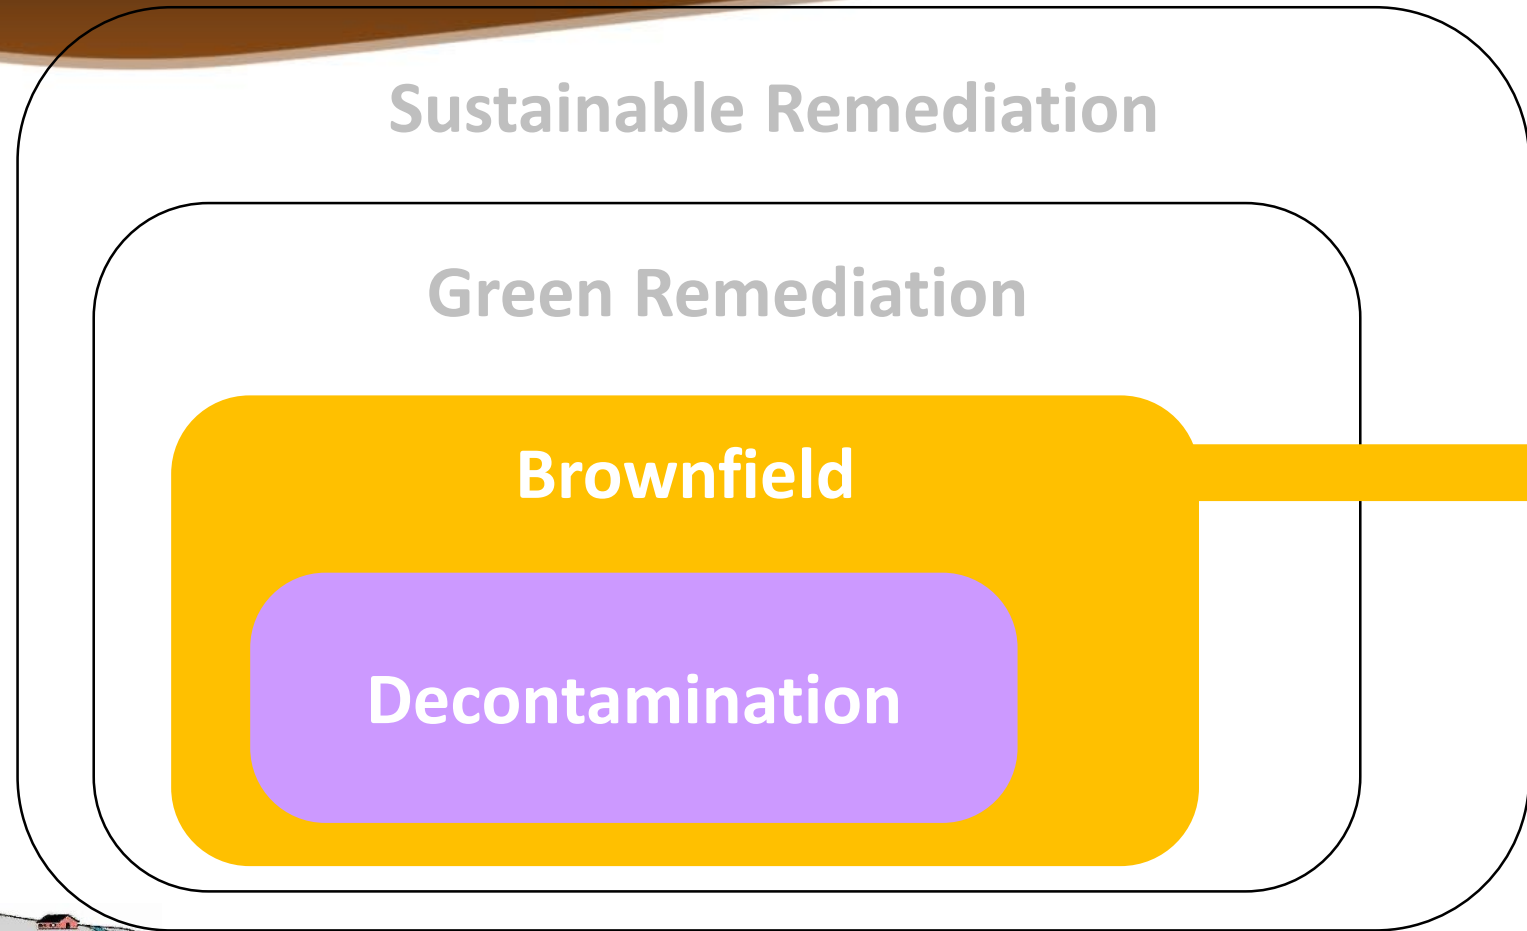 Sustainable Remediation
Green Remediation
Brownfield
Decontamination